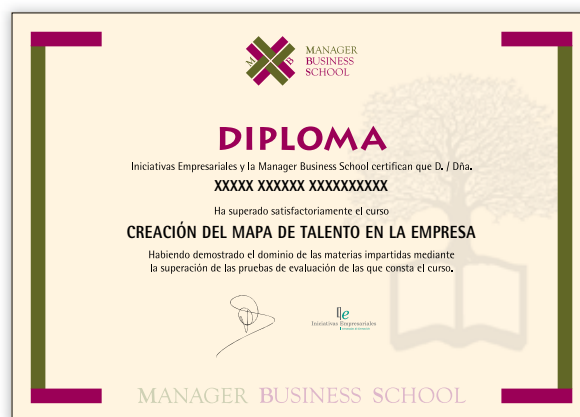 M B
MANAGER
BUSINESS
SCHOOL
DIPLOMA
Iniciativas Empresariales y la Manager Business School certifican que D. / Dña.
XXXXX XXXXXX XXXXXXXXXX
Ha superado satisfactoriamente el curso
CREACIÓN DEL MAPA DE TALENTO EN LA EMPRESA
Habiendo demostrado el dominio de las materias impartidas mediante
la superación de las pruebas de evaluación de las que consta el curso.
Iniciativas Empresariales
MANAGER BUSINESS SCHOOL